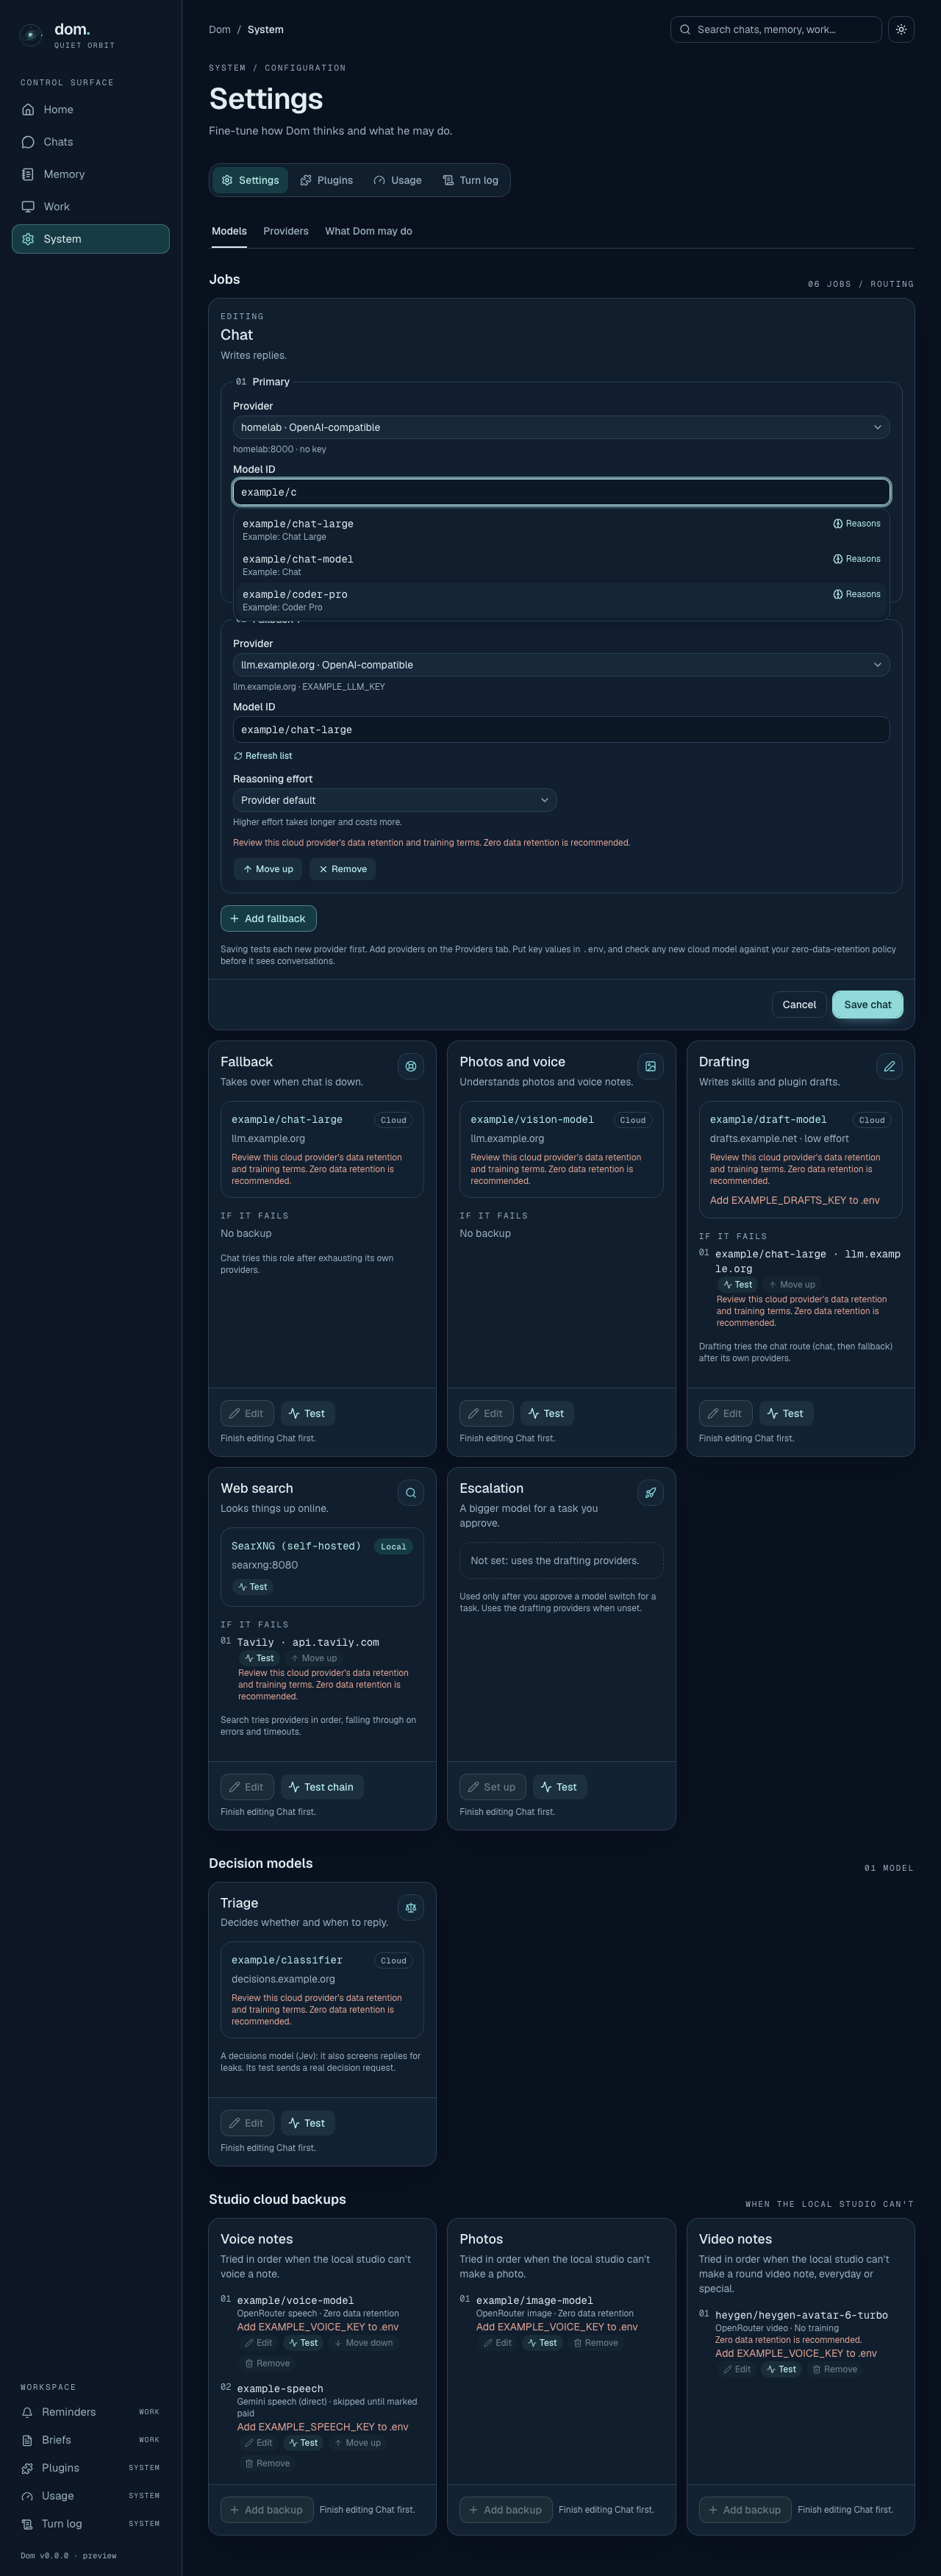 dom.
QUIET ORBIT
CONTROL SURFACE
Home
Chats
Memory
Work
System
Dom / System
Search chats, memory, work...
SYSTEM / CONFIGURATION
Settings
Fine-tune how Dom thinks and what he may do.
Settings
Plugins
Usage
Turn log
Models
Providers
What Dom may do
Jobs
06 JOBS / ROUTING
EDITING
Chat
Writes replies.
01 Primary
Provider
homelab · OpenAI-compatible
homelab:8000 · no key
Model ID
example/c
example/chat-large
Reasons
Example: Chat Large
example/chat-model
Reasons
Example: Chat
example/coder-pro
Reasons
Example: Coder Pro
Provider
llm.example.org · OpenAI-compatible
llm.example.org · EXAMPLE_LLM_KEY
Model ID
example/chat-large
Refresh list
Reasoning effort
Provider default
Higher effort takes longer and costs more.
Review this cloud provider's data retention and training terms. Zero data retention is recommended.
Move up
Remove
Add fallback
Saving tests each new provider first. Add providers on the Providers tab. Put key values in .env, and check any new cloud model against your zero-data-retention policy
before it sees conversations.
Cancel
Save chat
Fallback
Takes over when chat is down.
example/chat-large
Cloud
llm.example.org
Review this cloud provider's data retention
and training terms. Zero data retention is
recommended.
IF IT FAILS
No backup
Chat tries this role after exhausting its own
providers.
Edit
Test
Finish editing Chat first.
Photos and voice
Understands photos and voice notes.
example/vision-model
Cloud
llm.example.org
Review this cloud provider's data retention
and training terms. Zero data retention is
recommended.
IF IT FAILS
No backup
Edit
Test
Finish editing Chat first.
Drafting
Writes skills and plugin drafts.
example/draft-model
Cloud
drafts.example.net · low effort
Review this cloud provider's data retention
and training terms. Zero data retention is
recommended.
Add EXAMPLE_DRAFTS_KEY to .env
IF IT FAILS
01 example/chat-large · llm.examp
le.org
Test
Move up
Review this cloud provider's data retention
and training terms. Zero data retention is
recommended.
Drafting tries the chat route (chat, then fallback)
after its own providers.
Edit
Test
Finish editing Chat first.
Web search
Looks things up online.
SearXNG (self-hosted)
Local
searxng:8080
Test
IF IT FAILS
01 Tavily · api.tavily.com
Test
Move up
Review this cloud provider's data retention
and training terms. Zero data retention is
recommended.
Search tries providers in order, falling through on
errors and timeouts.
Edit
Test chain
Finish editing Chat first.
Escalation
A bigger model for a task you
approve.
Not set: uses the drafting providers.
Used only after you approve a model switch for a
task. Uses the drafting providers when unset.
Set up
Test
Finish editing Chat first.
Decision models
01 MODEL
Triage
Decides whether and when to reply.
example/classifier
Cloud
decisions.example.org
Review this cloud provider's data retention
and training terms. Zero data retention is
recommended.
A decisions model (Jev): it also screens replies for
leaks. Its test sends a real decision request.
Edit
Test
Finish editing Chat first.
Studio cloud backups
WHEN THE LOCAL STUDIO CAN'T
Voice notes
Tried in order when the local studio can't
voice a note.
01 example/voice-model
OpenRouter speech · Zero data retention
Add EXAMPLE_VOICE_KEY to .env
Edit
Test
Move down
Remove
02 example-speech
Gemini speech (direct) · skipped until marked
paid
Add EXAMPLE_SPEECH_KEY to .env
Edit
Test
Move up
Remove
Add backup
Finish editing Chat first.
Photos
Tried in order when the local studio can't
make a photo.
01 example/image-model
OpenRouter image · Zero data retention
Add EXAMPLE_VOICE_KEY to .env
Edit
Test
Remove
Add backup
Finish editing Chat first.
Video notes
Tried in order when the local studio can't
make a round video note, everyday or
special.
01 heygen/heygen-avatar-6-turbo
OpenRouter video · No training
Zero data retention is recommended.
Add EXAMPLE_VOICE_KEY to .env
Edit
Test
Remove
Add backup
Finish editing Chat first.
WORKSPACE
Reminders WORK
Briefs WORK
Plugins SYSTEM
Usage SYSTEM
Turn log SYSTEM
Dom v0.0.0 · preview